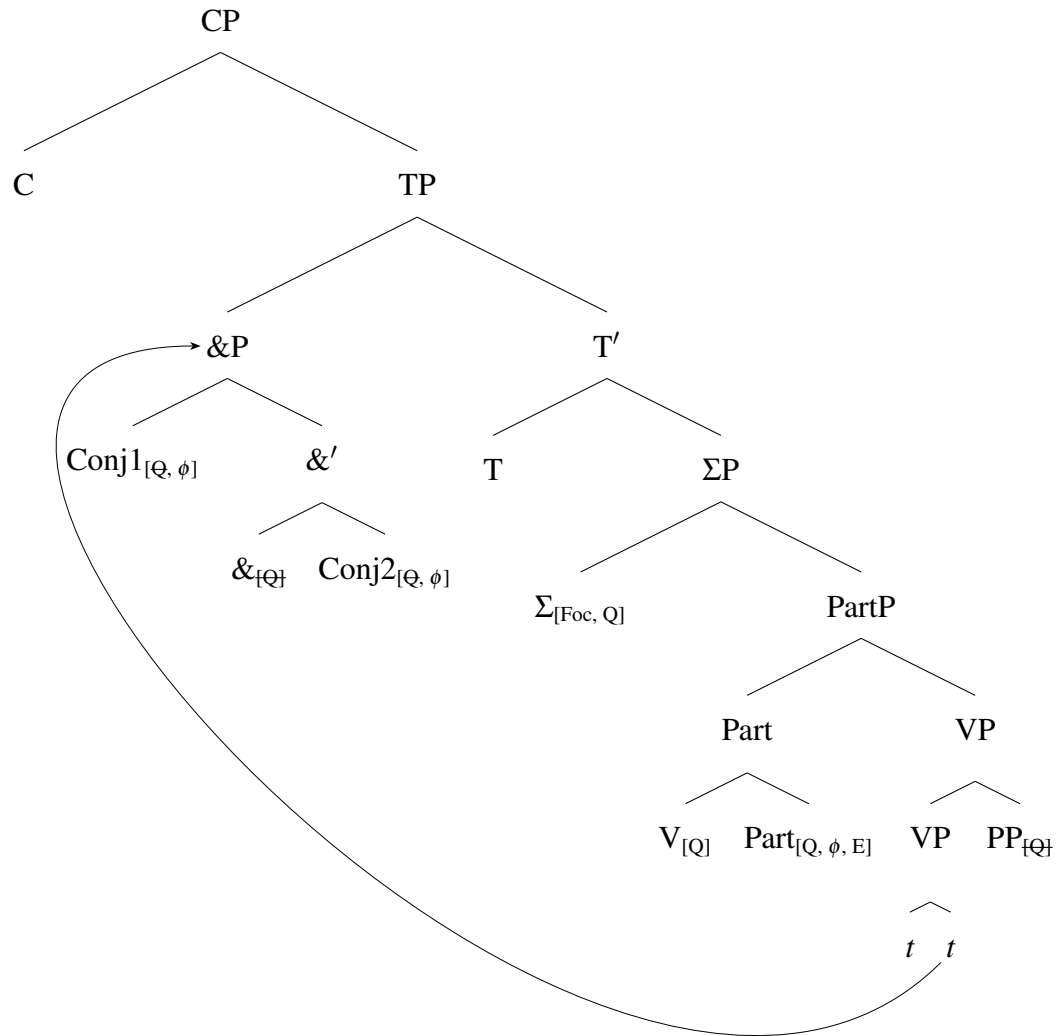 CP
C TP
&P T′
Conj1[Q, ϕ] &′ T ΣP
&[Q] Conj2[Q, ϕ] Σ[Foc, Q] PartP
Part VP
V[Q] Part[Q, ϕ, E] VP PP[Q]
t t